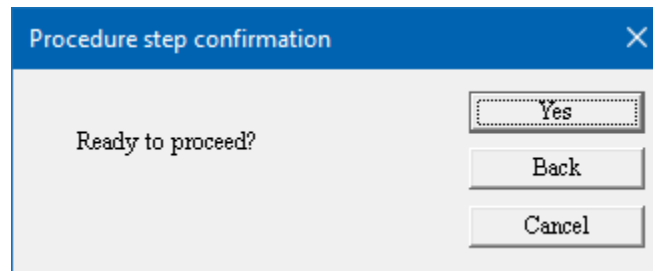 Procedure step confirmation
Ready to proceed?
Yes
Back
Cancel